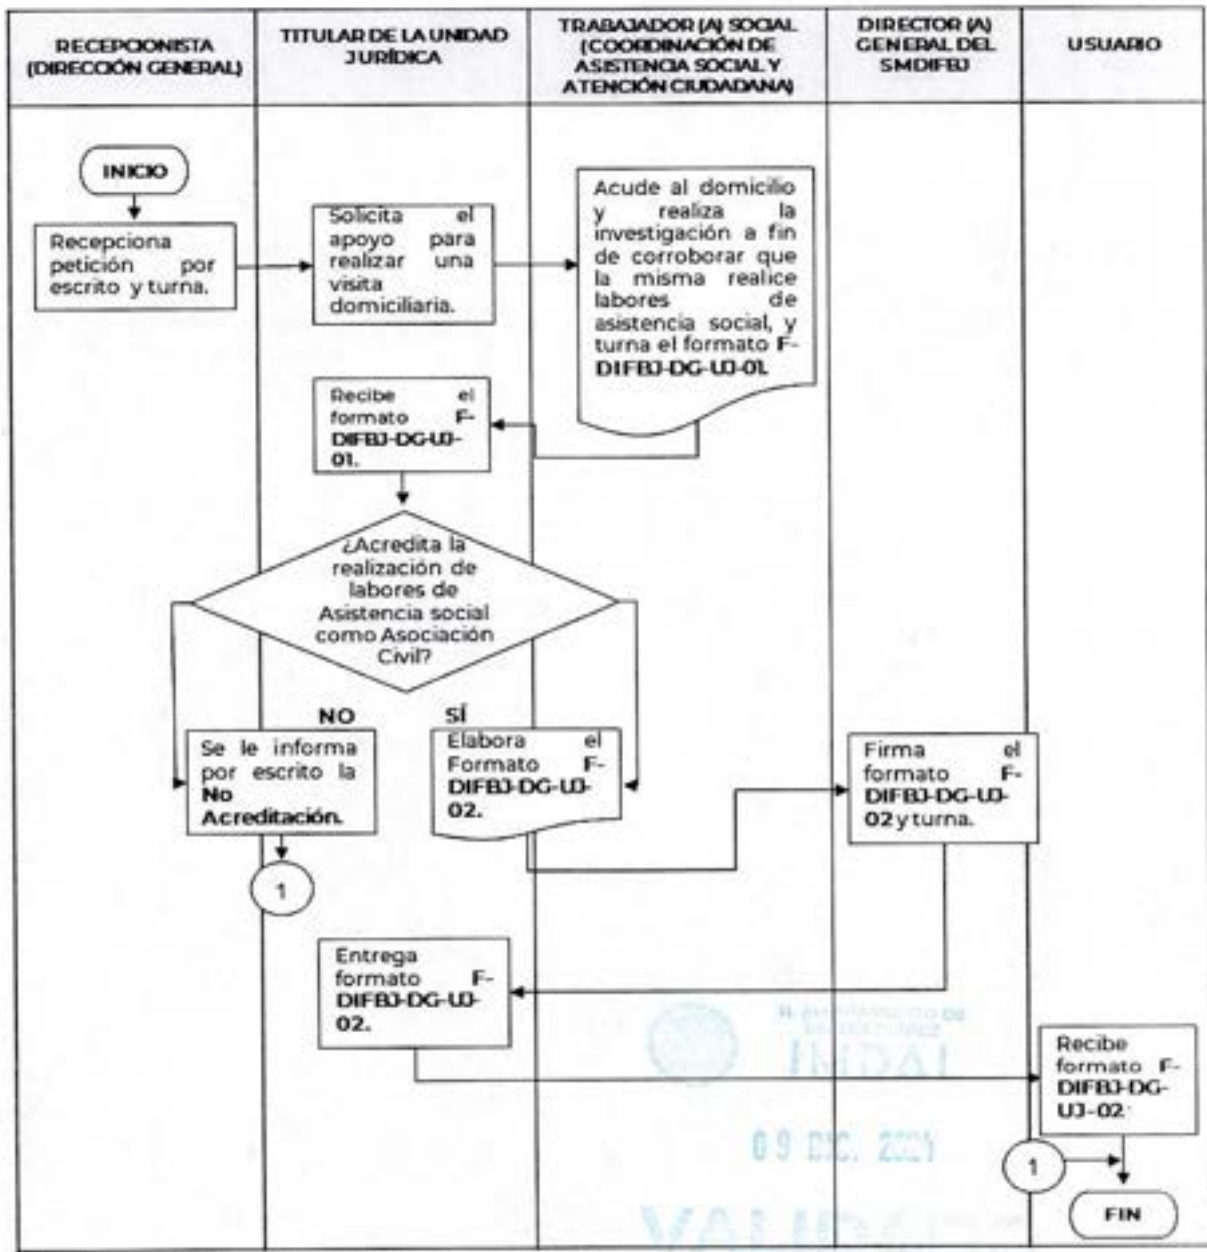 RECEPCIONISTA
(DIRECCIÓN GENERAL)
TITULAR DE LA UNIDAD
JURÍDICA
TRABAJADOR (A) SOCIAL
(COORDINACIÓN DE
ASISTENCIA SOCIAL Y
ATENCIÓN CIUDADANA)
DIRECTOR (A)
GENERAL DEL
SMDIFBJ
USUARIO
INICIO
Recepciona
petición por
escrito y turna.
Solicita el
apoyo para
realizar una
visita
domiciliaria.
Acude al domicilio
y realiza la
investigación a fin
de corroborar que
la misma realice
labores de
asistencia social, y
turna el formato F-
DIFBJ-DG-UJ-01.
Recibe el
formato F-
DIFBJ-DG-UJ-
01.
¿Acredita la
realización de
labores de
Asistencia social
como Asociación
Civil?
NO
SÍ
Se le informa
por escrito la
No
Acreditación.
Elabora el
Formato F-
DIFBJ-DG-UJ-
02.
Firma el
formato F-
DIFBJ-DG-UJ-
02 y turna.
1
Entrega
formato F-
DIFBJ-DG-UJ-
02.
Recibe
formato F-
DIFBJ-DG-
UJ-02
1
FIN
09 DIC.